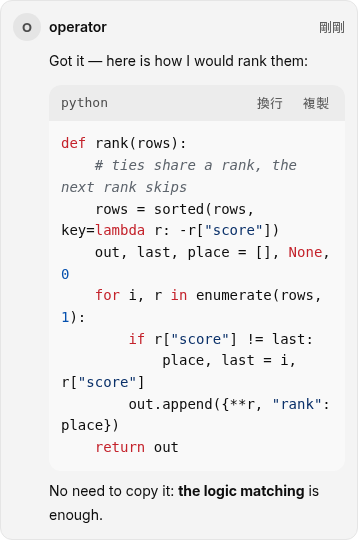 O operator 剛剛
Got it — here is how I would rank them:
python 換行 複製
def rank(rows):
    # ties share a rank, the
next rank skips
    rows = sorted(rows,
key=lambda r: -r["score"])
    out, last, place = [], None,
0
    for i, r in enumerate(rows,
1):
        if r["score"] != last:
            place, last = i,
r["score"]
        out.append({**r, "rank":
place})
    return out
No need to copy it: the logic matching is
enough.